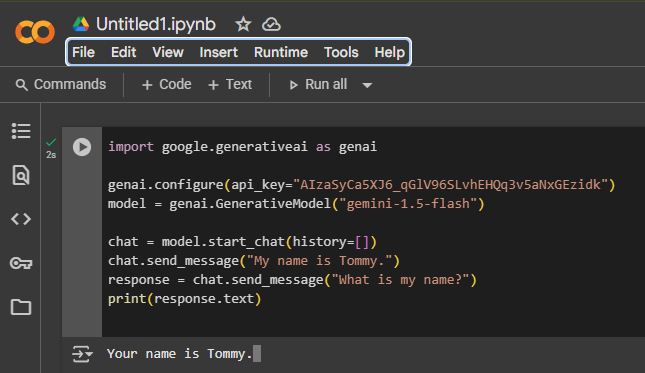 Untitled1.ipynb
File Edit View Insert Runtime Tools Help
Commands + Code + Text Run all
2s
import google.generativeai as genai
genai.configure(api_key="AIzaSyCa5XJ6_qGlV96SLvhEHQq3v5aNxGEzidk")
model = genai.GenerativeModel("gemini-1.5-flash")
chat = model.start_chat(history=[])
chat.send_message("My name is Tommy.")
response = chat.send_message("What is my name?")
print(response.text)
Your name is Tommy.